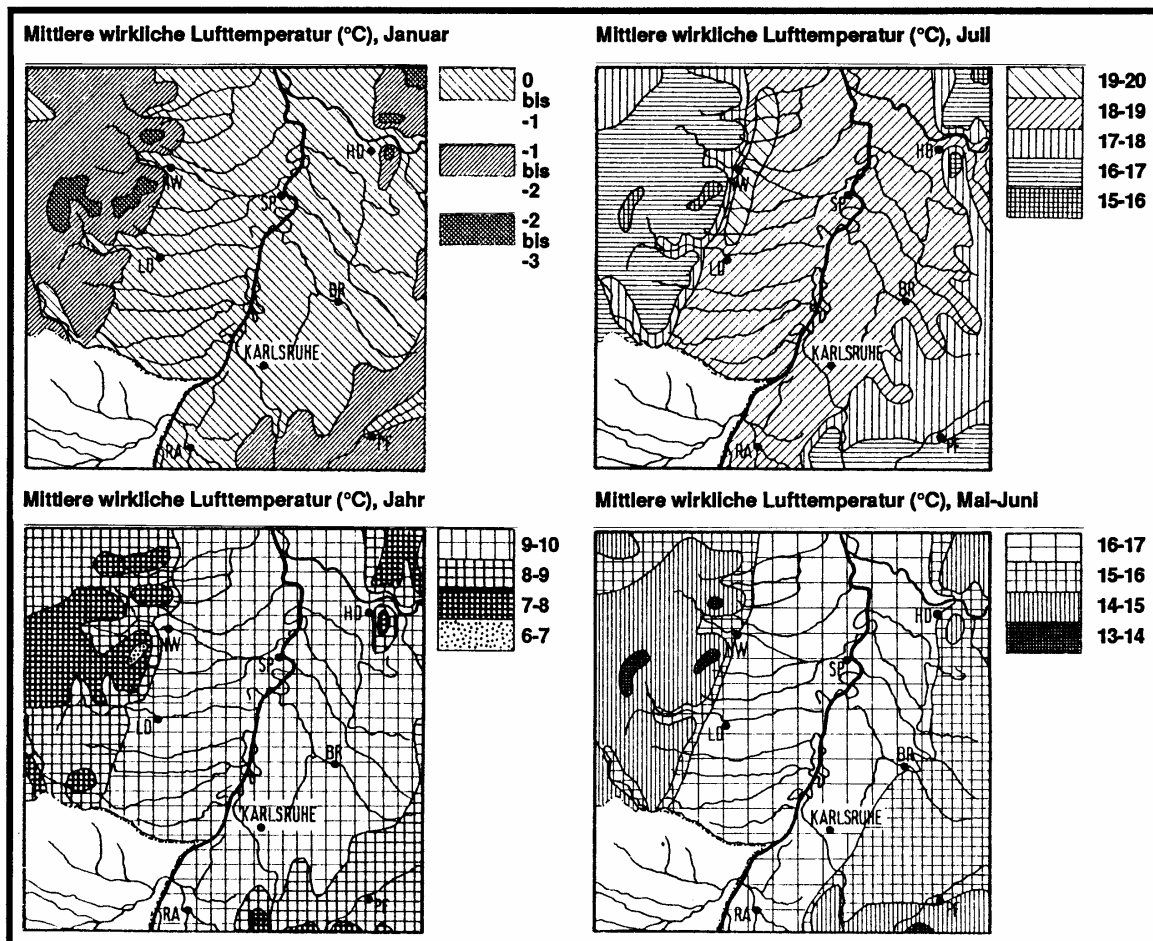 Mittlere wirkliche Lufttemperatur (°C), Januar
HD
NW
SP
LD
BR
KARLSRUHE
RA
PF
0
bis
-1
-1
bis
-2
-2
bis
-3
Mittlere wirkliche Lufttemperatur (°C), Juli
HD
NW
SP
LD
BR
KARLSRUHE
RA
PF
19-20
18-19
17-18
16-17
15-16
Mittlere wirkliche Lufttemperatur (°C), Jahr
HD
NW
SP
LD
BR
KARLSRUHE
RA
PF
9-10
8-9
7-8
6-7
Mittlere wirkliche Lufttemperatur (°C), Mai-Juni
HD
NW
SP
LD
BR
KARLSRUHE
RA
PF
16-17
15-16
14-15
13-14